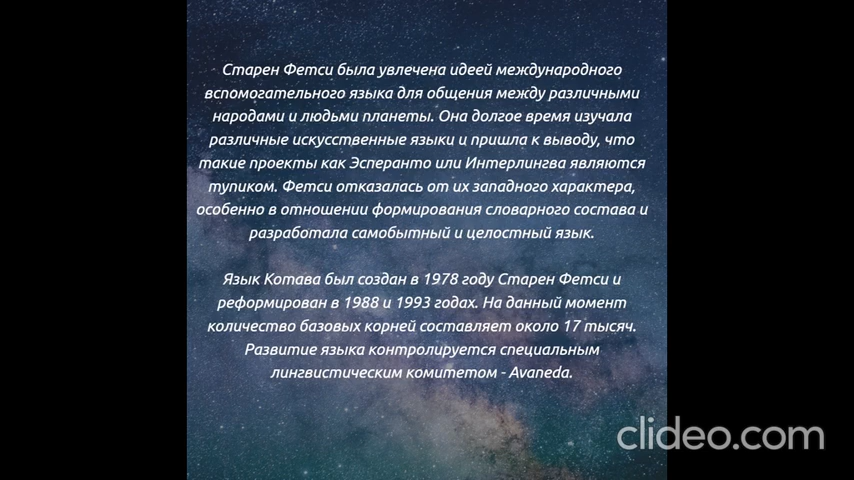 Старен Фетси была увлечена идеей международного
вспомогательного языка для общения между различными
народами и людьми планеты. Она долгое время изучала
различные искусственные языки и пришла к выводу, что
такие проекты как Эсперанто или Интерлингва являются
тупиком. Фетси отказалась от их западного характера,
особенно в отношении формирования словарного состава и
разработала самобытный и целостный язык.
Язык Котава был создан в 1978 году Старен Фетси и
реформирован в 1988 и 1993 годах. На данный момент
количество базовых корней составляет около 17 тысяч.
Развитие языка контролируется специальным
лингвистическим комитетом - Avaneda.
clideo.com